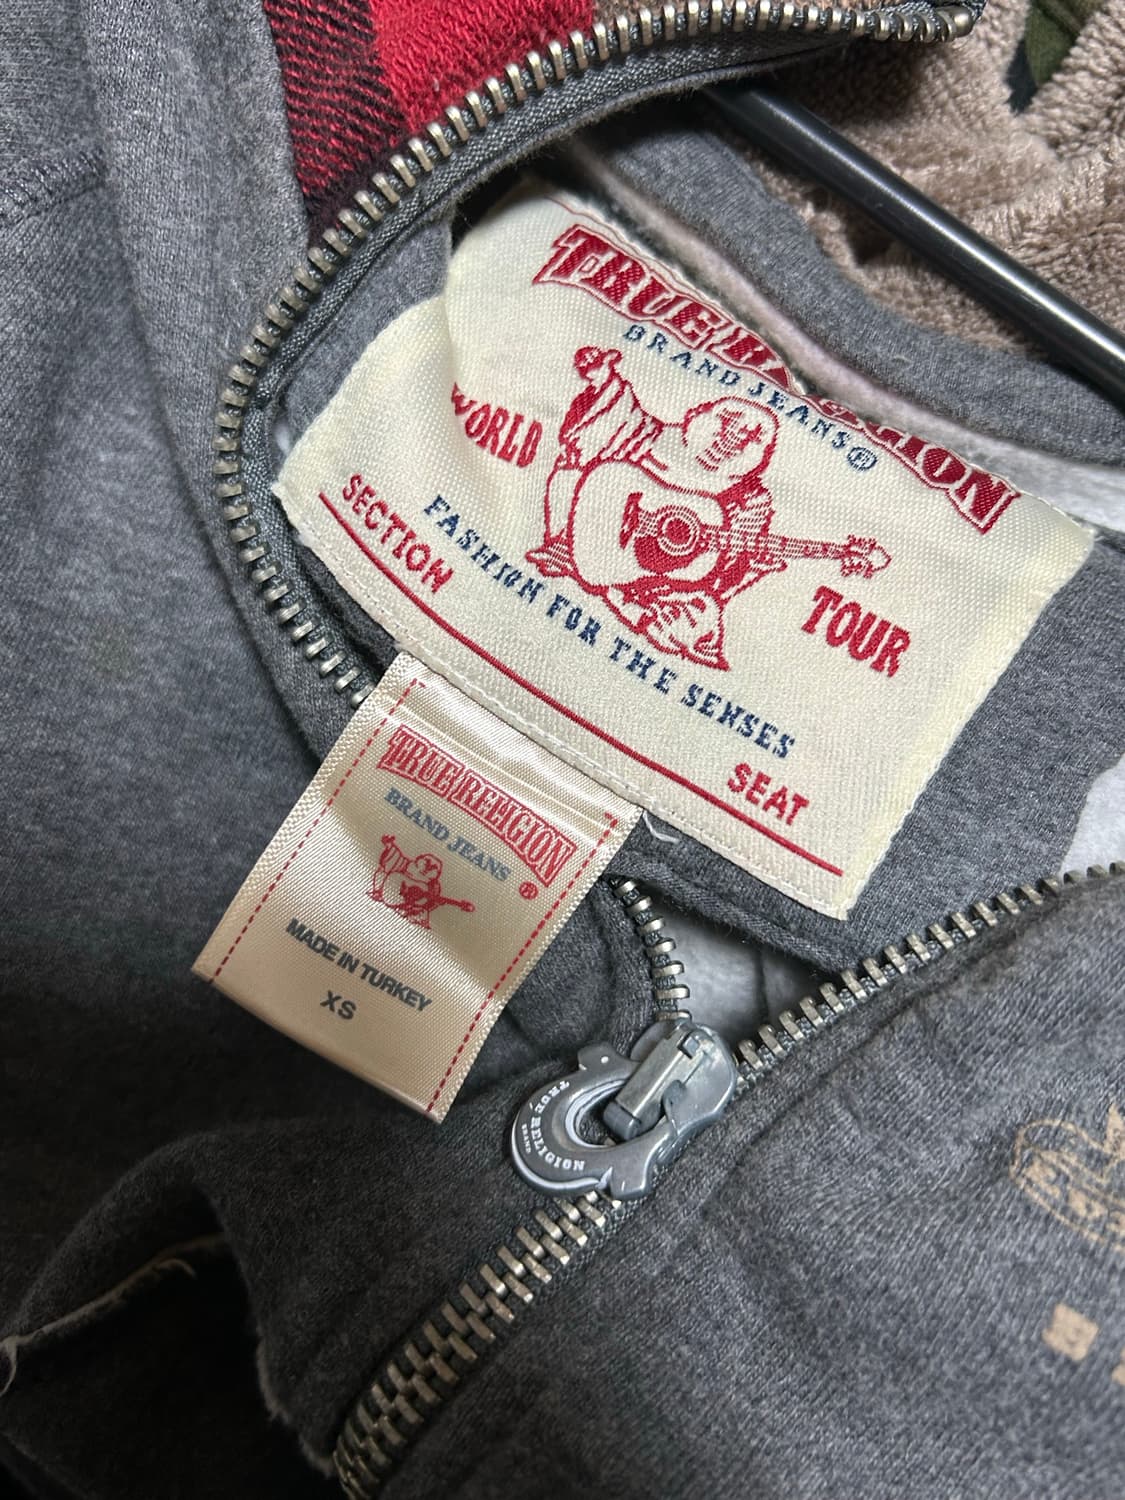 TRUE RELIGION
BRAND JEANS®
WORLD TOUR
FASHION FOR THE SENSES
SECTION SEAT
TRUE RELIGION
BRAND JEANS®
MADE IN TURKEY
XS
TRUE RELIGION
BRAND